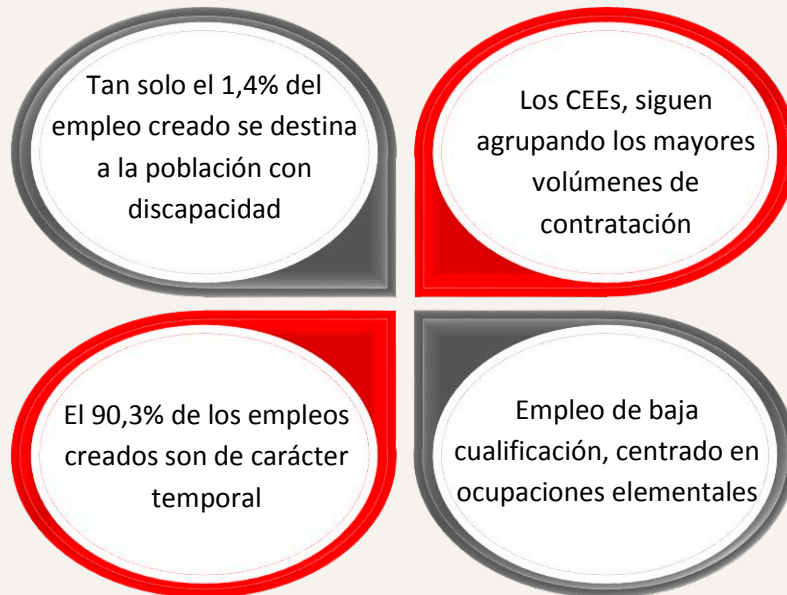 Tan solo el 1,4% del
empleo creado se destina
a la población con
discapacidad
Los CEEs, siguen
agrupando los mayores
volúmenes de
contratación
El 90,3% de los empleos
creados son de carácter
temporal
Empleo de baja
cualificación, centrado en
ocupaciones elementales